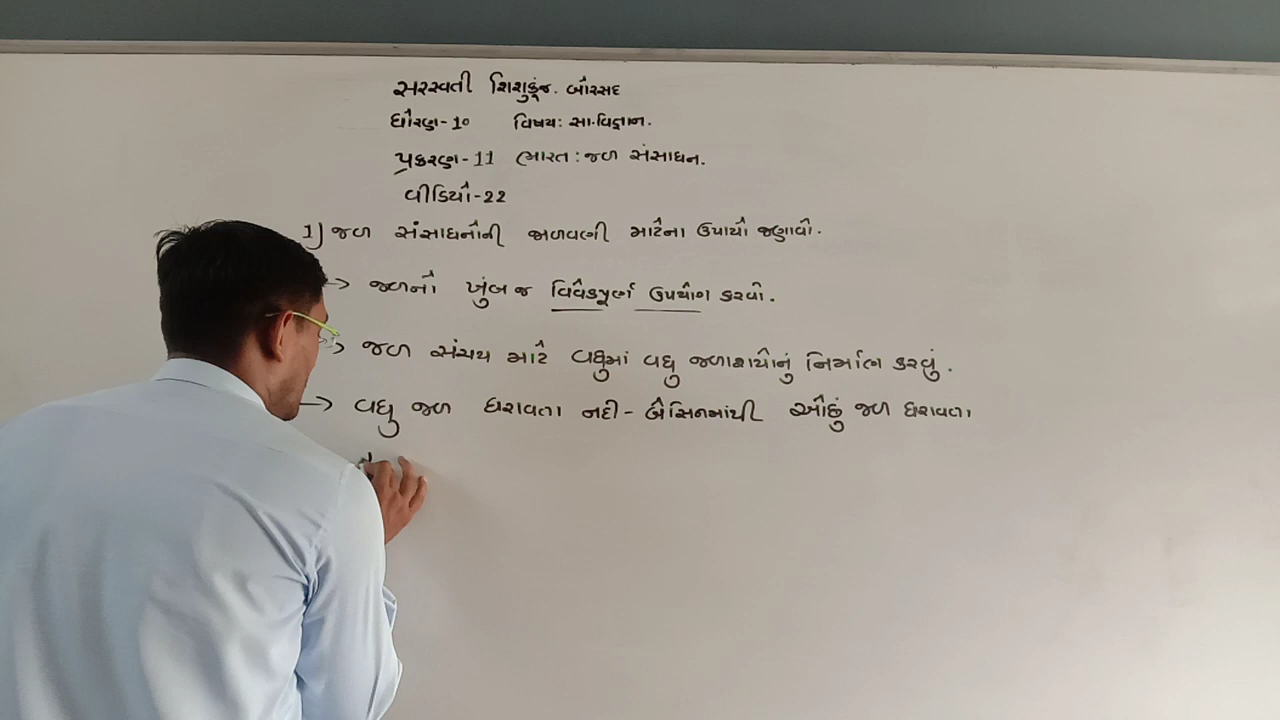 સરસ્વતી શિશુકુંજ. બોરસદ
ધોરણ-10 વિષય: સા.વિજ્ઞાન.
પ્રકરણ-11 ભારત: જળ સંસાધન.
વીડિયો-22
1) જળ સંસાધનોની જાળવણી માટેના ઉપાયો જણાવો.
→ જળનો ખુંબ જ વિવેકપૂર્ણ ઉપયોગ કરવો.
→ જળ સંચય માટે વધુમાં વધુ જળાશયોનું નિર્માણ કરવું.
→ વધુ જળ ધરાવતા નદી - બેસિનમાંથી ઓછું જળ ધરાવતા